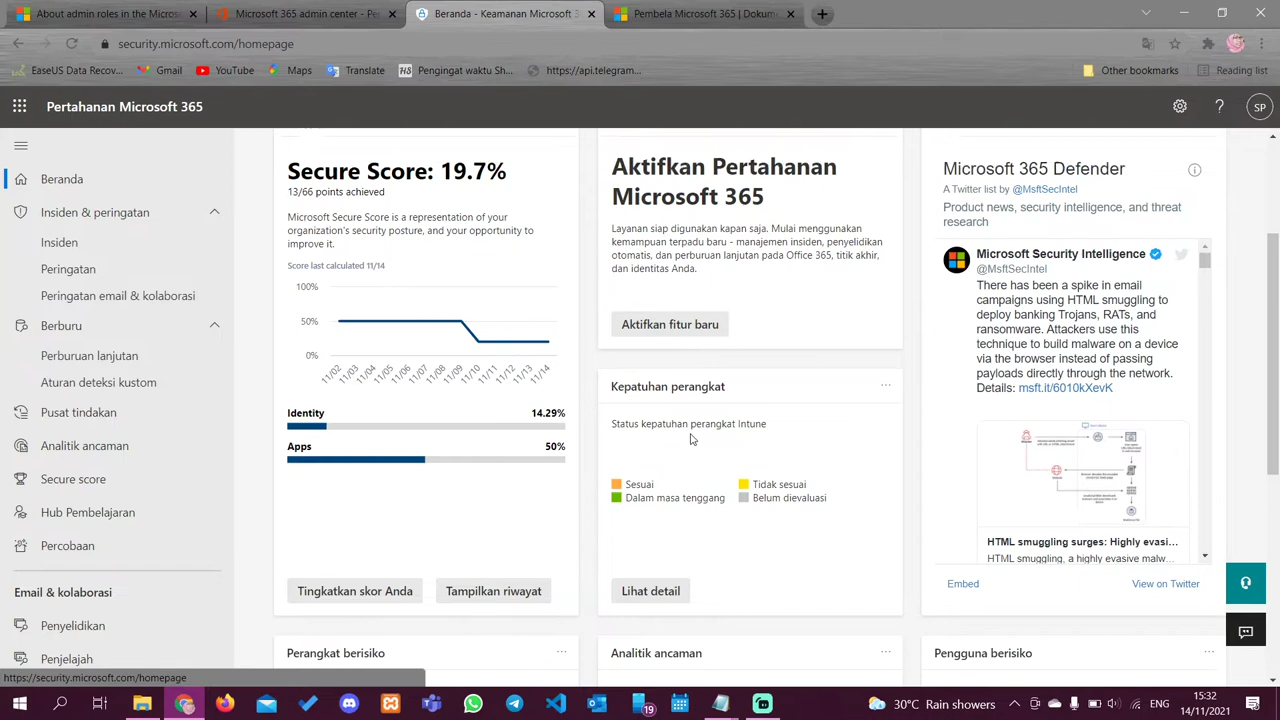 About admin roles in the Micros
Microsoft 365 admin center - Pe
Beranda - Keamanan Microsoft 3
Pembela Microsoft 365 | Dokum
security.microsoft.com/homepage
EaseUS Data Recov...
Gmail
YouTube
Maps
Translate
Pengingat waktu Sh...
https://api.telegram...
Other bookmarks
Reading list
Pertahanan Microsoft 365
SP
Beranda
Insiden & peringatan
Insiden
Peringatan
Peringatan email & kolaborasi
Berburu
Perburuan lanjutan
Aturan deteksi kustom
Pusat tindakan
Analitik ancaman
Secure score
Hub Pembelajaran
Percobaan
Email & kolaborasi
Penyelidikan
Penjelajah
https://security.microsoft.com/homepage
Secure Score: 19.7%
13/66 points achieved
Microsoft Secure Score is a representation of your
organization's security posture, and your opportunity to
improve it.
Score last calculated 11/14
100%
50%
0%
11/02 11/03 11/04 11/05 11/06 11/07 11/08 11/09 11/10 11/11 11/12 11/13 11/14
Identity 14.29%
Apps 50%
Tingkatkan skor Anda
Tampilkan riwayat
Perangkat berisiko
Aktifkan Pertahanan
Microsoft 365
Layanan siap digunakan kapan saja. Mulai menggunakan
kemampuan terpadu baru - manajemen insiden, penyelidikan
otomatis, dan perburuan lanjutan pada Office 365, titik akhir,
dan identitas Anda.
Aktifkan fitur baru
Kepatuhan perangkat
Status kepatuhan perangkat Intune
Sesuai
Tidak sesuai
Dalam masa tenggang
Belum dievaluasi
Lihat detail
Analitik ancaman
Microsoft 365 Defender
A Twitter list by @MsftSecIntel
Product news, security intelligence, and threat
research
Microsoft Security Intelligence
@MsftSecIntel
There has been a spike in email
campaigns using HTML smuggling to
deploy banking Trojans, RATs, and
ransomware. Attackers use this
technique to build malware on a device
via the browser instead of passing
payloads directly through the network.
Details: msft.it/6010kXevK
HTML smuggling surges: Highly evasi...
HTML smuggling, a highly evasive malw...
Embed
View on Twitter
Pengguna berisiko
19
30°C Rain showers
ENG
15:32
14/11/2021